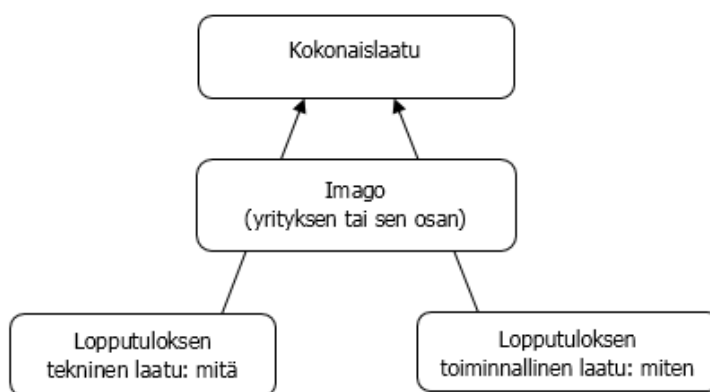 Kokonaislaatu
Imago
(yrityksen tai sen osan)
Lopputuloksen
tekninen laatu: mitä
Lopputuloksen
toiminnallinen laatu: miten